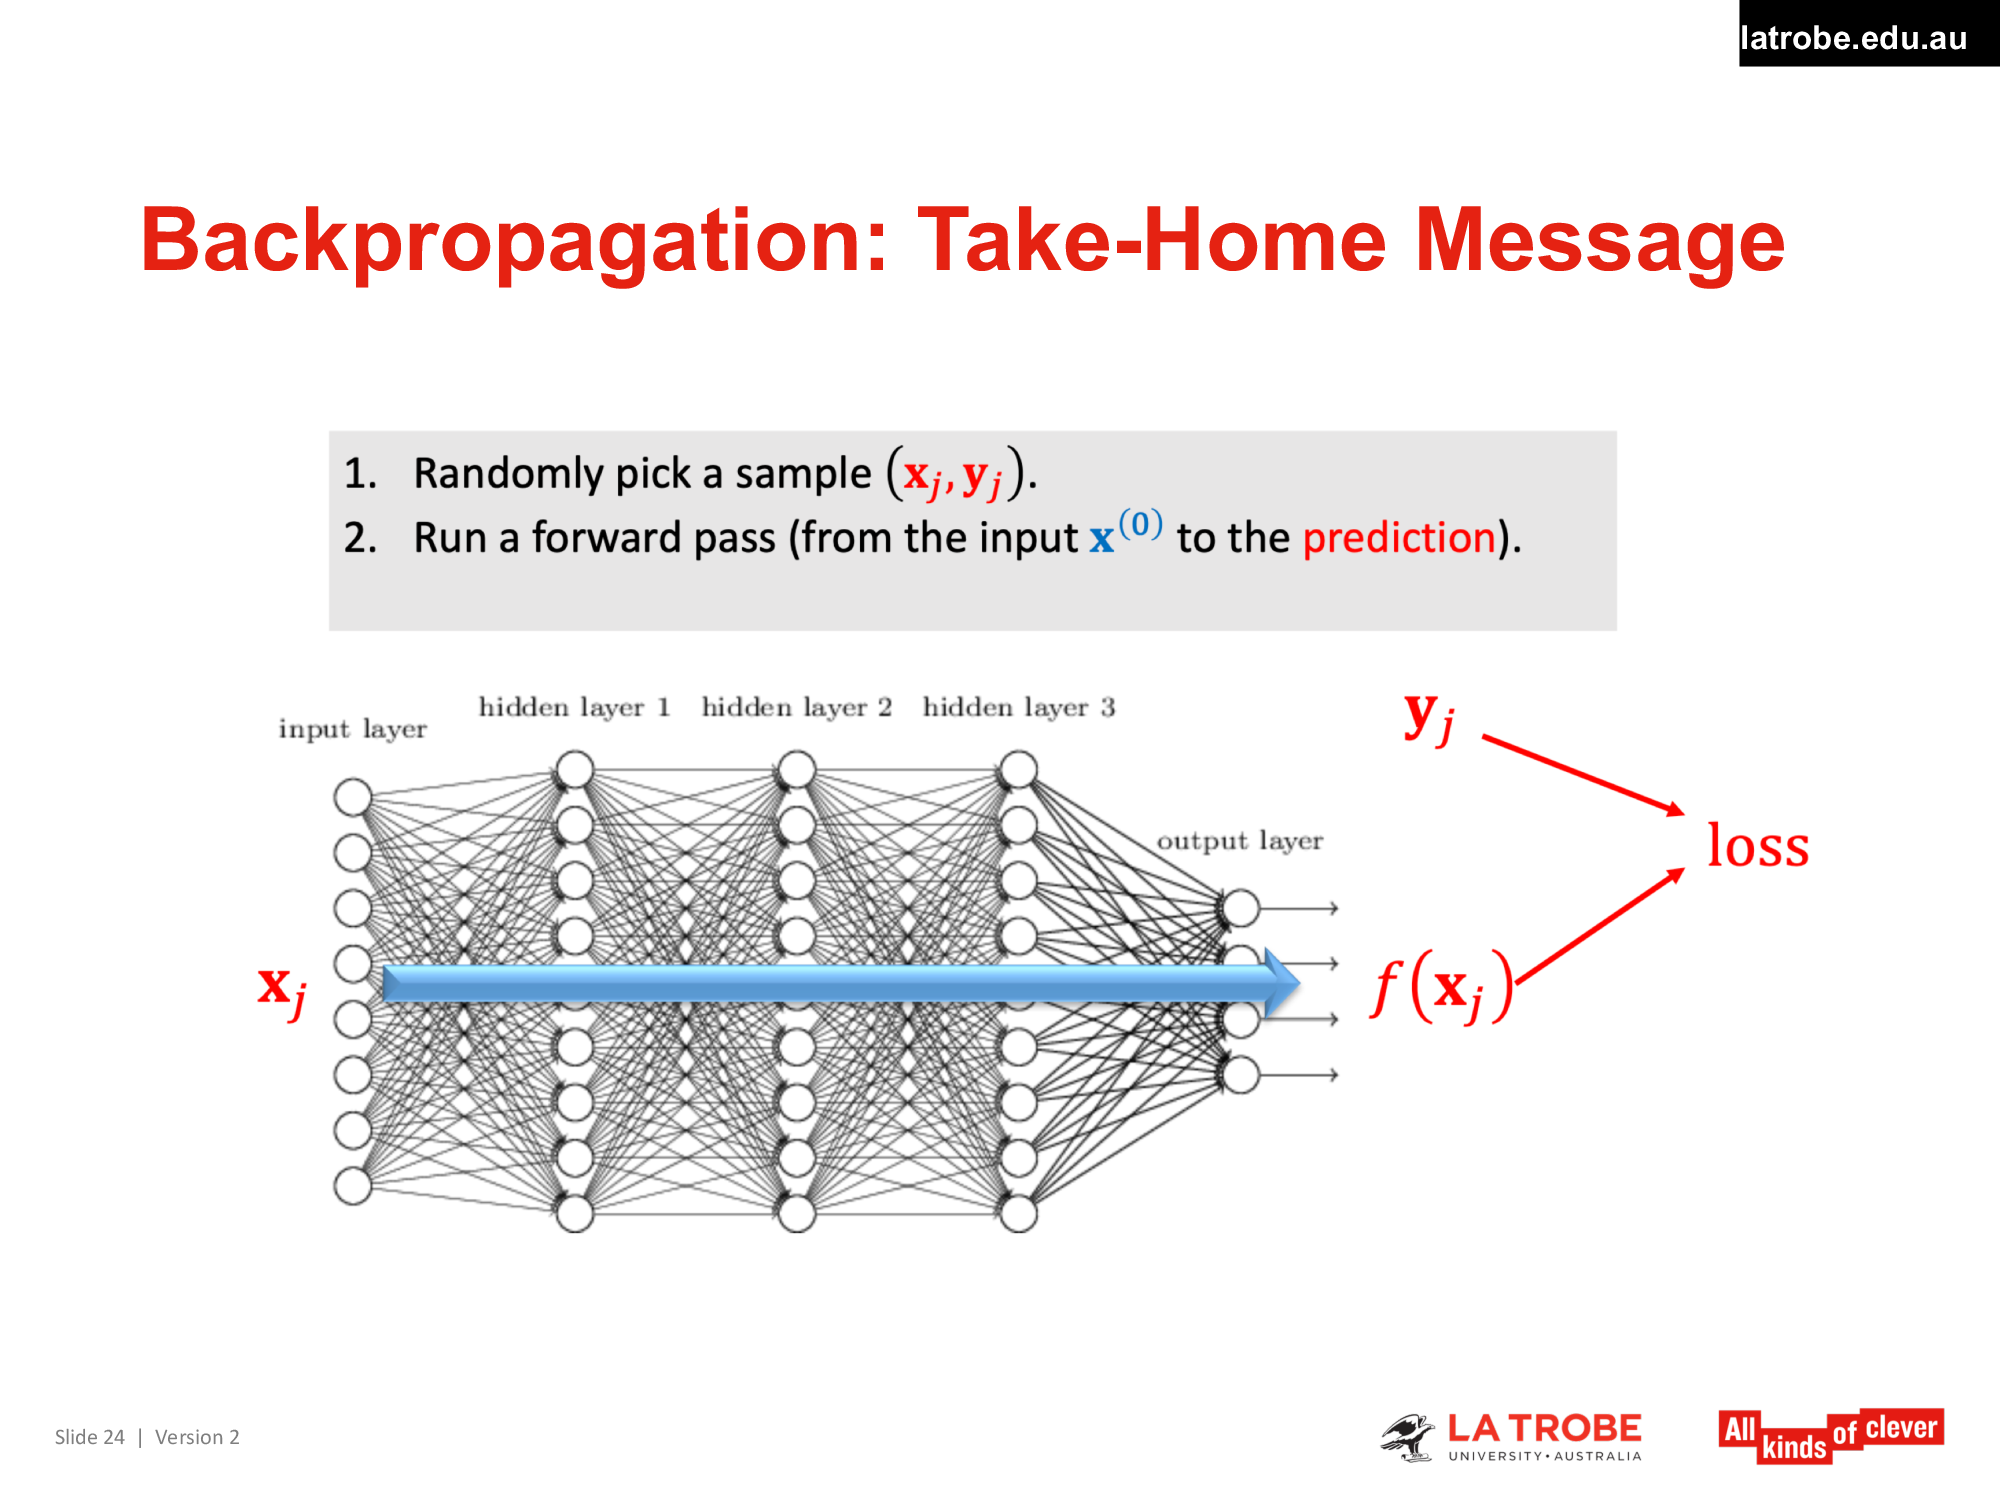 latrobe.edu.au
Backpropagation: Take-Home Message
1. Randomly pick a sample (xⱼ, yⱼ).
2. Run a forward pass (from the input x⁽⁰⁾ to the prediction).
input layer
hidden layer 1 hidden layer 2 hidden layer 3
output layer
yⱼ
loss
xⱼ
f(xⱼ)
Slide 24 | Version 2
LA TROBE
UNIVERSITY • AUSTRALIA
All kinds of clever